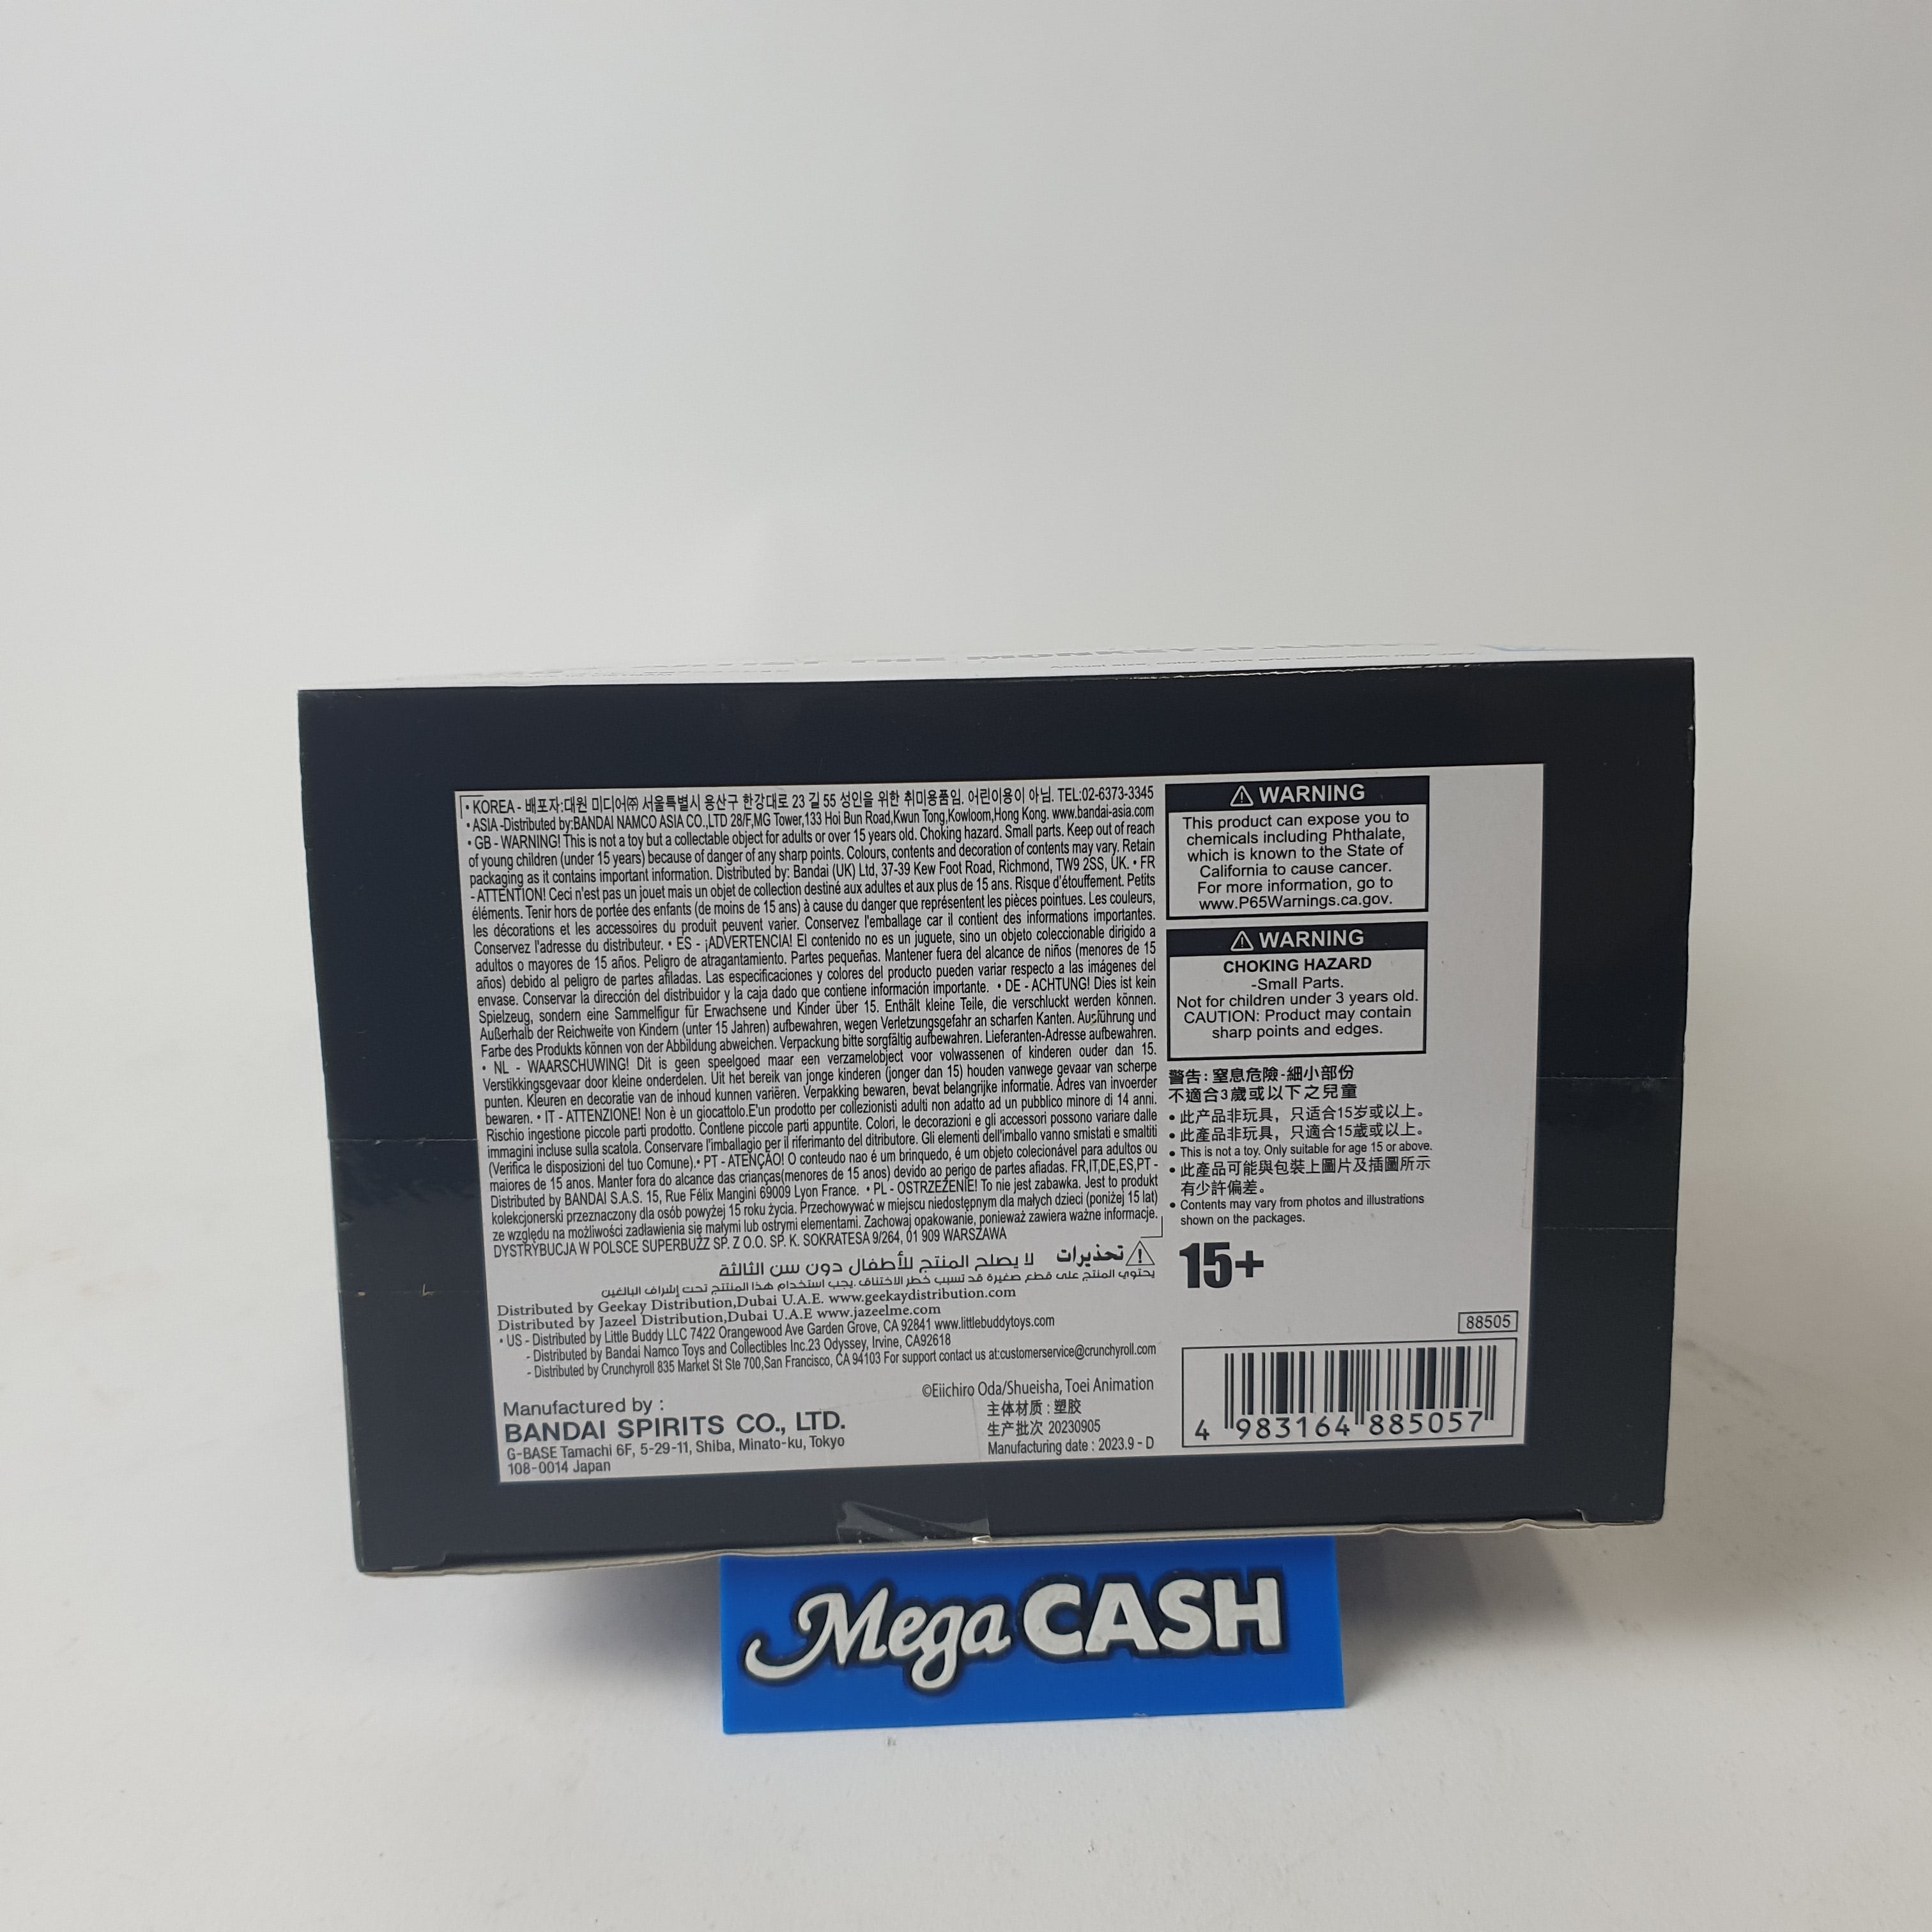 MONKEY.D.LUFFY
• KOREA - 배포자:대원 미디어㈜ 서울특별시 용산구 한강대로 23 길 55 성인을 위한 취미용품임. 어린이용이 아님. TEL:02-6373-3345
• ASIA -Distributed by:BANDAI NAMCO ASIA CO.,LTD 28/F,MG Tower,133 Hoi Bun Road,Kwun Tong,Kowloom,Hong Kong. www.bandai-asia.com
• GB - WARNING! This is not a toy but a collectable object for adults or over 15 years old. Choking hazard. Small parts. Keep out of reach
of young children (under 15 years) because of danger of any sharp points. Colours, contents and decoration of contents may vary. Retain
packaging as it contains important information. Distributed by: Bandai (UK) Ltd, 37-39 Kew Foot Road, Richmond, TW9 2SS, UK. • FR
- ATTENTION! Ceci n'est pas un jouet mais un objet de collection destiné aux adultes et aux plus de 15 ans. Risque d'étouffement. Petits
éléments. Tenir hors de portée des enfants (de moins de 15 ans) à cause du danger que représentent les pièces pointues. Les couleurs,
les décorations et les accessoires du produit peuvent varier. Conservez l'emballage car il contient des informations importantes.
Conservez l'adresse du distributeur. • ES - ¡ADVERTENCIA! El contenido no es un juguete, sino un objeto coleccionable dirigido a
adultos o mayores de 15 años. Peligro de atragantamiento. Partes pequeñas. Mantener fuera del alcance de niños (menores de 15
años) debido al peligro de partes afiladas. Las especificaciones y colores del producto pueden variar respecto a las imágenes del
envase. Conservar la dirección del distribuidor y la caja dado que contiene información importante. • DE - ACHTUNG! Dies ist kein
Spielzeug, sondern eine Sammelfigur für Erwachsene und Kinder über 15. Enthält kleine Teile, die verschluckt werden können.
Außerhalb der Reichweite von Kindern (unter 15 Jahren) aufbewahren, wegen Verletzungsgefahr an scharfen Kanten. Ausführung und
Farbe des Produkts können von der Abbildung abweichen. Verpackung bitte sorgfältig aufbewahren. Lieferanten-Adresse aufbewahren.
• NL - WAARSCHUWING! Dit is geen speelgoed maar een verzamelobject voor volwassenen of kinderen ouder dan 15.
Verstikkingsgevaar door kleine onderdelen. Uit het bereik van jonge kinderen (jonger dan 15) houden vanwege gevaar van scherpe
punten. Kleuren en decoratie van de inhoud kunnen variëren. Verpakking bewaren, bevat belangrijke informatie. Adres van invoerder
bewaren. • IT - ATTENZIONE! Non è un giocattolo.E'un prodotto per collezionisti adulti non adatto ad un pubblico minore di 14 anni.
Rischio ingestione piccole parti prodotto. Contiene piccole parti appuntite. Colori, le decorazioni e gli accessori possono variare dalle
immagini incluse sulla scatola. Conservare l'imballagio per il riferimento del ditributore. Gli elementi dell'imballo vanno smistati e smaltiti
(Verifica le disposizioni del tuo Comune).• PT - ATENÇÃO! O conteudo nao é um brinquedo, é um objeto colecionável para adultos ou
maiores de 15 anos. Manter fora do alcance das crianças(menores de 15 anos) devido ao perigo de partes afiadas. FR,IT,DE,ES,PT -
Distributed by BANDAI S.A.S. 15, Rue Félix Mangini 69009 Lyon France. • PL - OSTRZEŻENIE! To nie jest zabawka. Jest to produkt
kolekcjonerski przeznaczony dla osób powyżej 15 roku życia. Przechowywać w miejscu niedostępnym dla małych dzieci (poniżej 15 lat)
ze względu na możliwości zadławienia się małymi lub ostrymi elementami. Zachowaj opakowanie, ponieważ zawiera ważne informacje.
DYSTRYBUCJA W POLSCE SUPERBUZZ SP. Z O.O. SP. K. SOKRATESA 9/264, 01 909 WARSZAWA
تحذيرات لا يصلح المنتج للأطفال دون سن الثالثة
يحتوي المنتج على قطع صغيرة قد تسبب خطر الاختناق .يجب استخدام هذا المنتج تحت إشراف البالغين
Distributed by Geekay Distribution,Dubai U.A.E. www.geekaydistribution.com
Distributed by Jazeel Distribution,Dubai U.A.E www.jazeelme.com
• US - Distributed by Little Buddy LLC 7422 Orangewood Ave Garden Grove, CA 92841 www.littlebuddytoys.com
- Distributed by Bandai Namco Toys and Collectibles Inc.23 Odyssey, Irvine, CA92618
- Distributed by Crunchyroll 835 Market St Ste 700,San Francisco, CA 94103 For support contact us at:customerservice@crunchyroll.com
©Eiichiro Oda/Shueisha, Toei Animation
Manufactured by :
BANDAI SPIRITS CO., LTD.
G-BASE Tamachi 6F, 5-29-11, Shiba, Minato-ku, Tokyo
108-0014 Japan
主体材质 : 塑胶
生产批次 20230905
Manufacturing date : 2023.9 - D
WARNING
This product can expose you to
chemicals including Phthalate,
which is known to the State of
California to cause cancer.
For more information, go to
www.P65Warnings.ca.gov.
WARNING
CHOKING HAZARD
-Small Parts.
Not for children under 3 years old.
CAUTION: Product may contain
sharp points and edges.
警告: 窒息危險-細小部份
不適合3歲或以下之兒童
• 此产品非玩具，只适合15岁或以上。
• 此產品非玩具，只適合15歲或以上。
• This is not a toy. Only suitable for age 15 or above.
• 此產品可能與包裝上圖片及插圖所示
有少許偏差。
• Contents may vary from photos and illustrations
shown on the packages.
15+
88505
4 983164 885057
Mega CASH